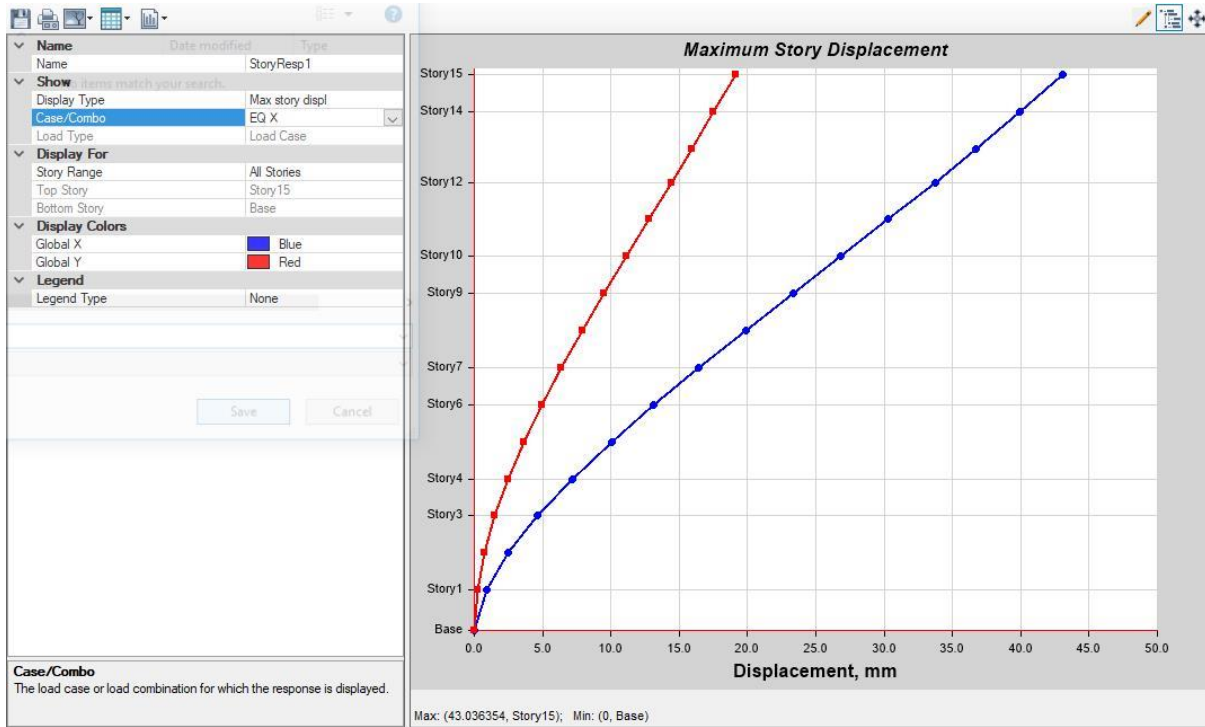 Date modified Type
Name
Name StoryResp1
items match your search.
Show
Display Type Max story displ
Case/Combo EQ X
Load Type Load Case
Display For
Story Range All Stories
Top Story Story15
Bottom Story Base
Display Colors
Global X Blue
Global Y Red
Legend
Legend Type None
Save Cancel
Case/Combo
The load case or load combination for which the response is displayed.
Maximum Story Displacement
Story15
Story14
Story12
Story10
Story9
Story7
Story6
Story4
Story3
Story1
Base
0.0 5.0 10.0 15.0 20.0 25.0 30.0 35.0 40.0 45.0 50.0
Displacement, mm
Max: (43.036354, Story15); Min: (0, Base)